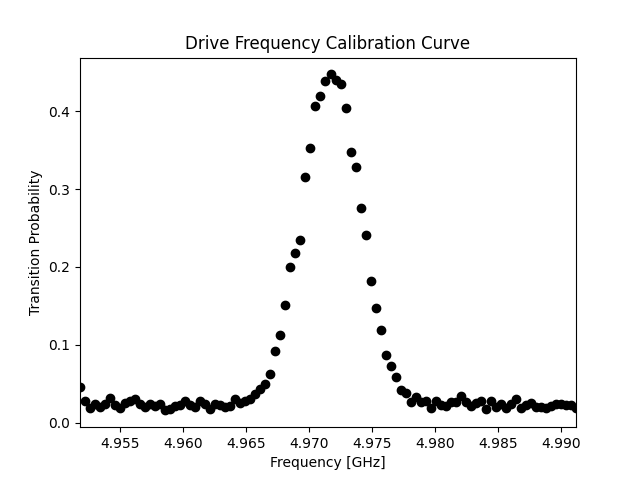 Drive Frequency Calibration Curve
Transition Probability
0.4
0.3
0.2
0.1
0.0
4.955 4.960 4.965 4.970 4.975 4.980 4.985 4.990
Frequency [GHz]